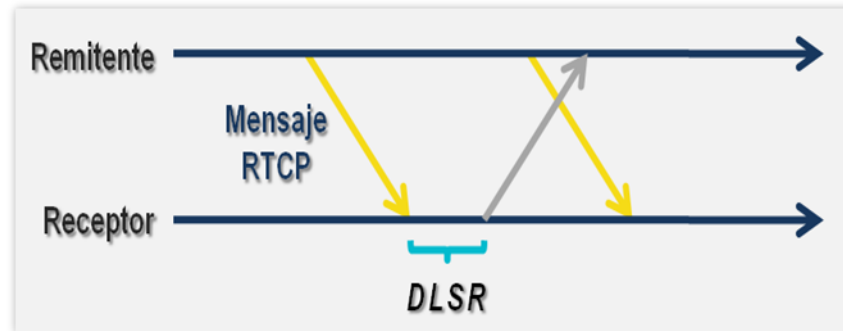 Remitente
Mensaje
RTCP
Receptor
DLSR